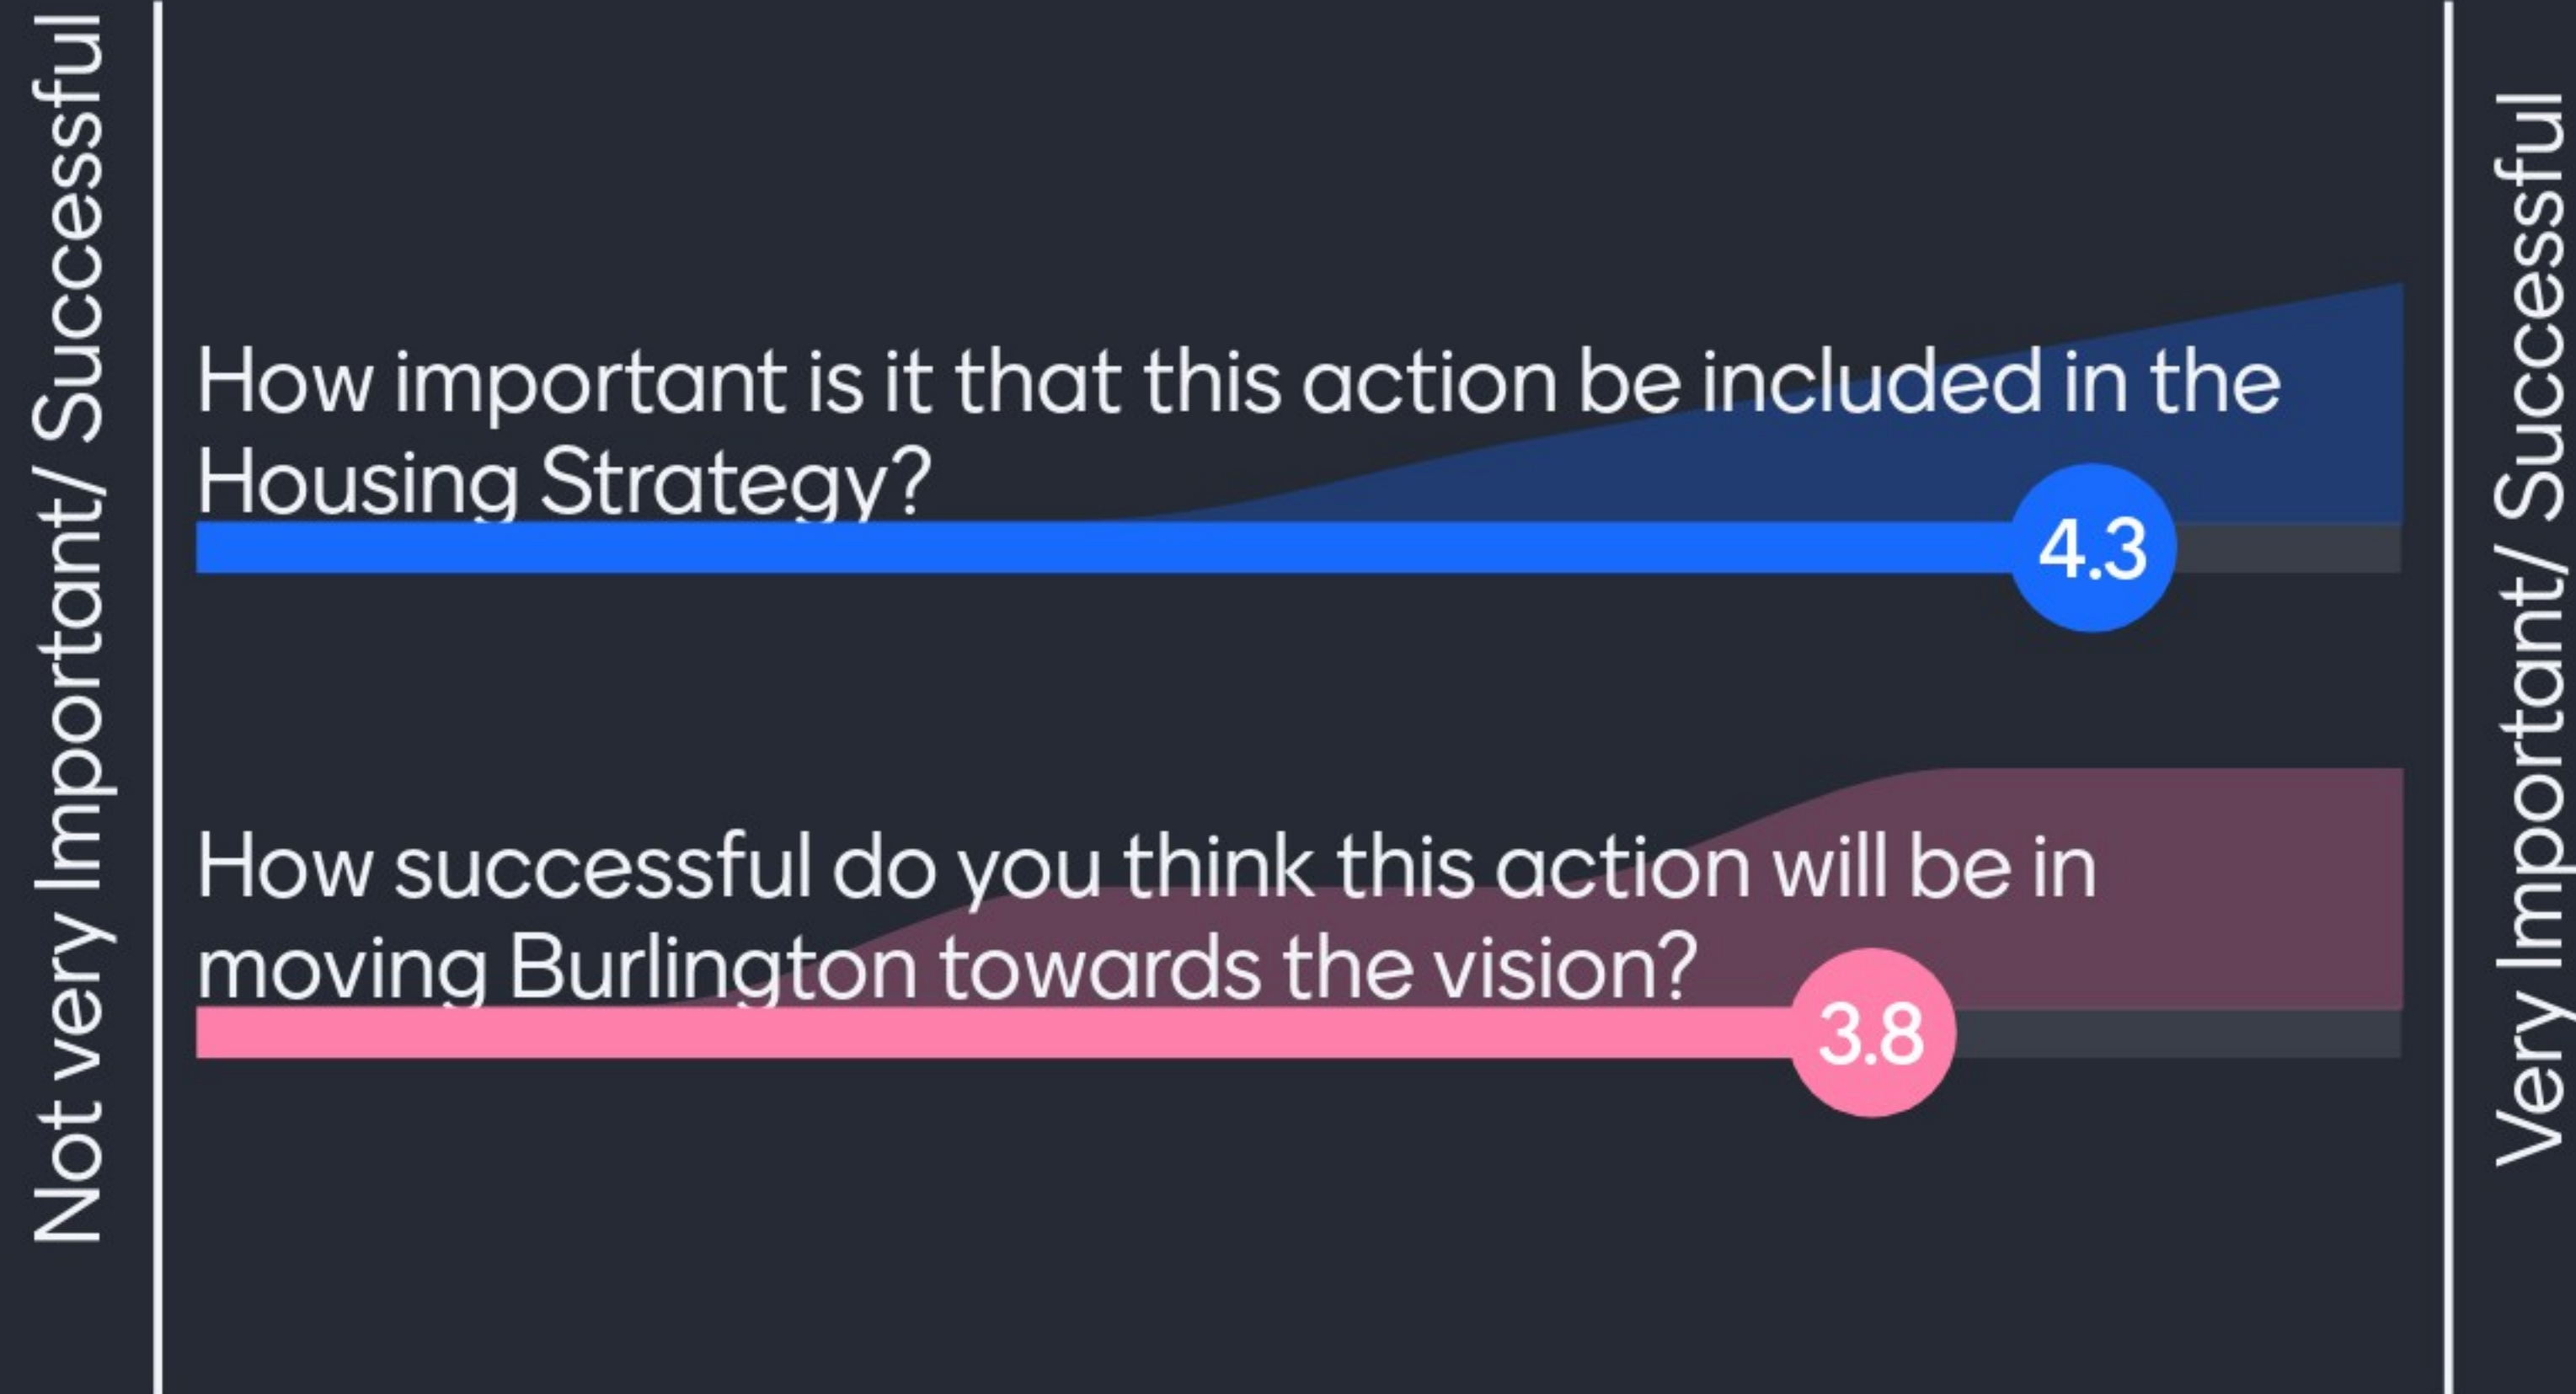 Not very Important/ Successful
How important is it that this action be included in the
Housing Strategy?
4.3
How successful do you think this action will be in
moving Burlington towards the vision?
3.8
Very Important/ Successful